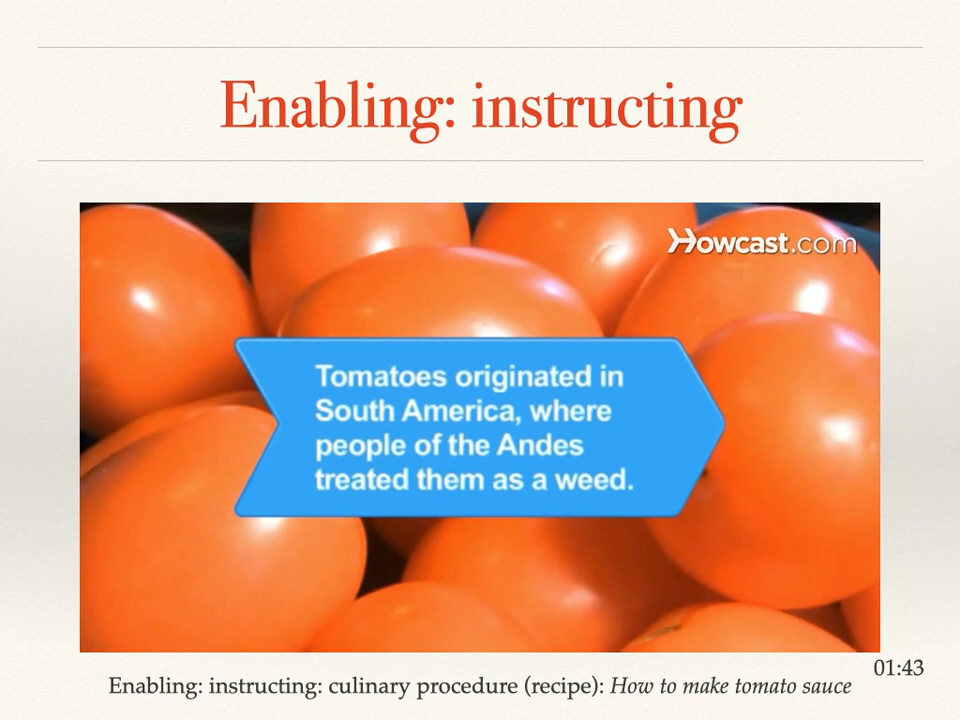 Enabling: instructing
Howcast.com
Tomatoes originated in
South America, where
people of the Andes
treated them as a weed.
01:43
Enabling: instructing: culinary procedure (recipe): How to make tomato sauce